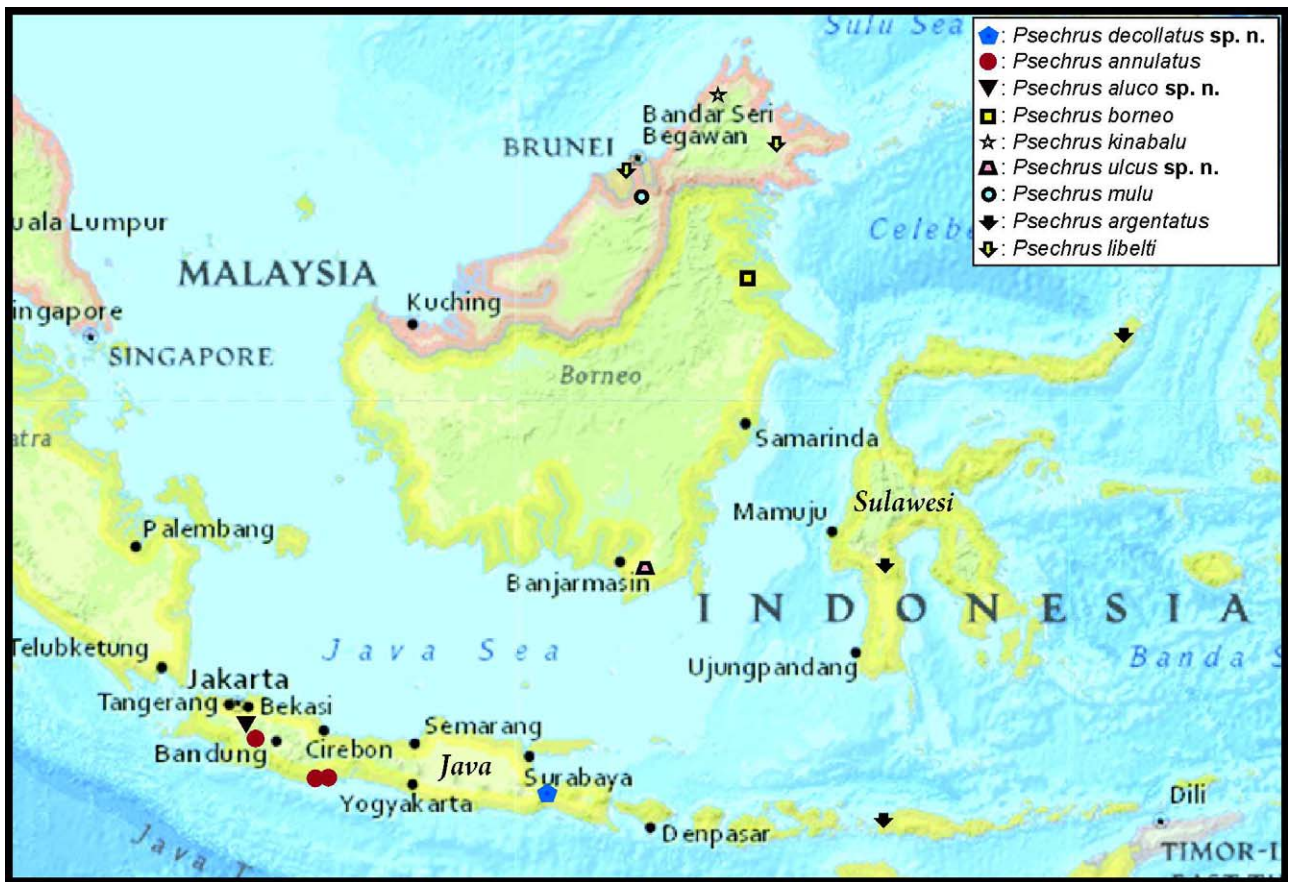 Sulu Sea
: Psechrus decollatus sp. n.
: Psechrus annulatus
: Psechrus aluco sp. n.
: Psechrus borneo
: Psechrus kinabalu
: Psechrus ulcus sp. n.
: Psechrus mulu
: Psechrus argentatus
: Psechrus libelti
Bandar Seri
Begawan
BRUNEI
uala Lumpur
Celebe
MALAYSIA
Kuching
ingapore
SINGAPORE
Borneo
atra
Samarinda
Sulawesi
Mamuju
Palembang
Banjarmasin
INDONESIA
Telubketung
Java Sea
Ujungpandang
Banda S
Jakarta
Tangerang
Bekasi
Semarang
Bandung
Cirebon
Java
Surabaya
Yogyakarta
Dili
Denpasar
Java T
TIMOR-L